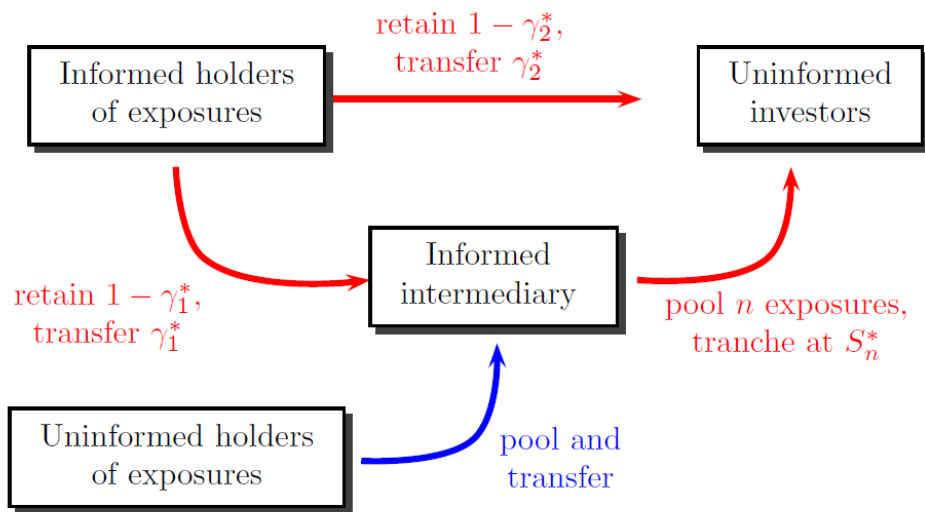 retain 1 − γ₂*,
transfer γ₂*
Informed holders
of exposures
Uninformed
investors
Informed
intermediary
retain 1 − γ₁*,
transfer γ₁*
pool n exposures,
tranche at Sₙ*
Uninformed holders
of exposures
pool and
transfer